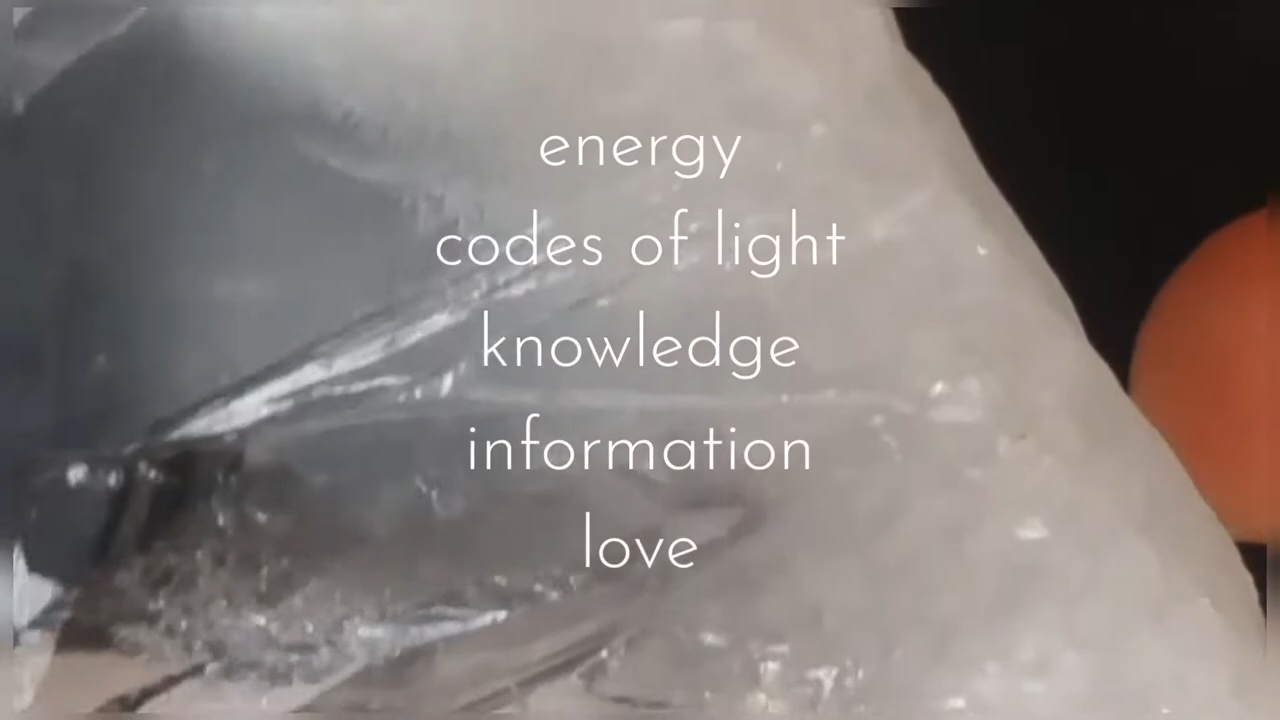 energy
codes of light
knowledge
information
love